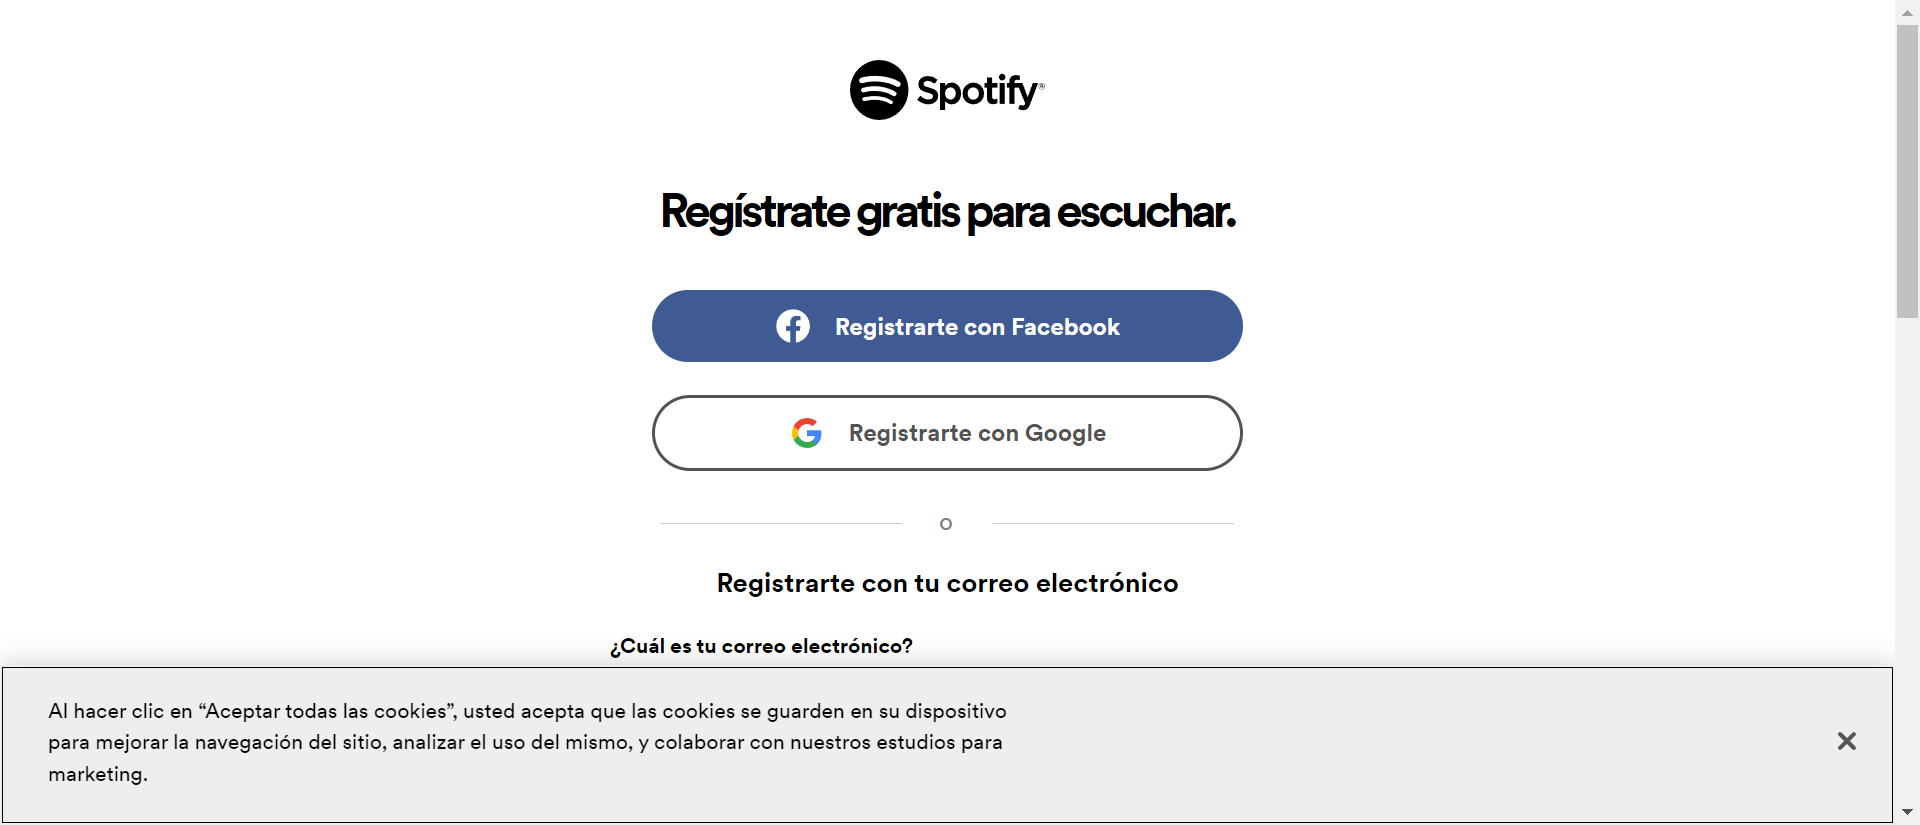 Spotify®
Regístrate gratis para escuchar.
Registrarte con Facebook
Registrarte con Google
o
Registrarte con tu correo electrónico
¿Cuál es tu correo electrónico?
Al hacer clic en “Aceptar todas las cookies”, usted acepta que las cookies se guarden en su dispositivo
para mejorar la navegación del sitio, analizar el uso del mismo, y colaborar con nuestros estudios para
marketing.